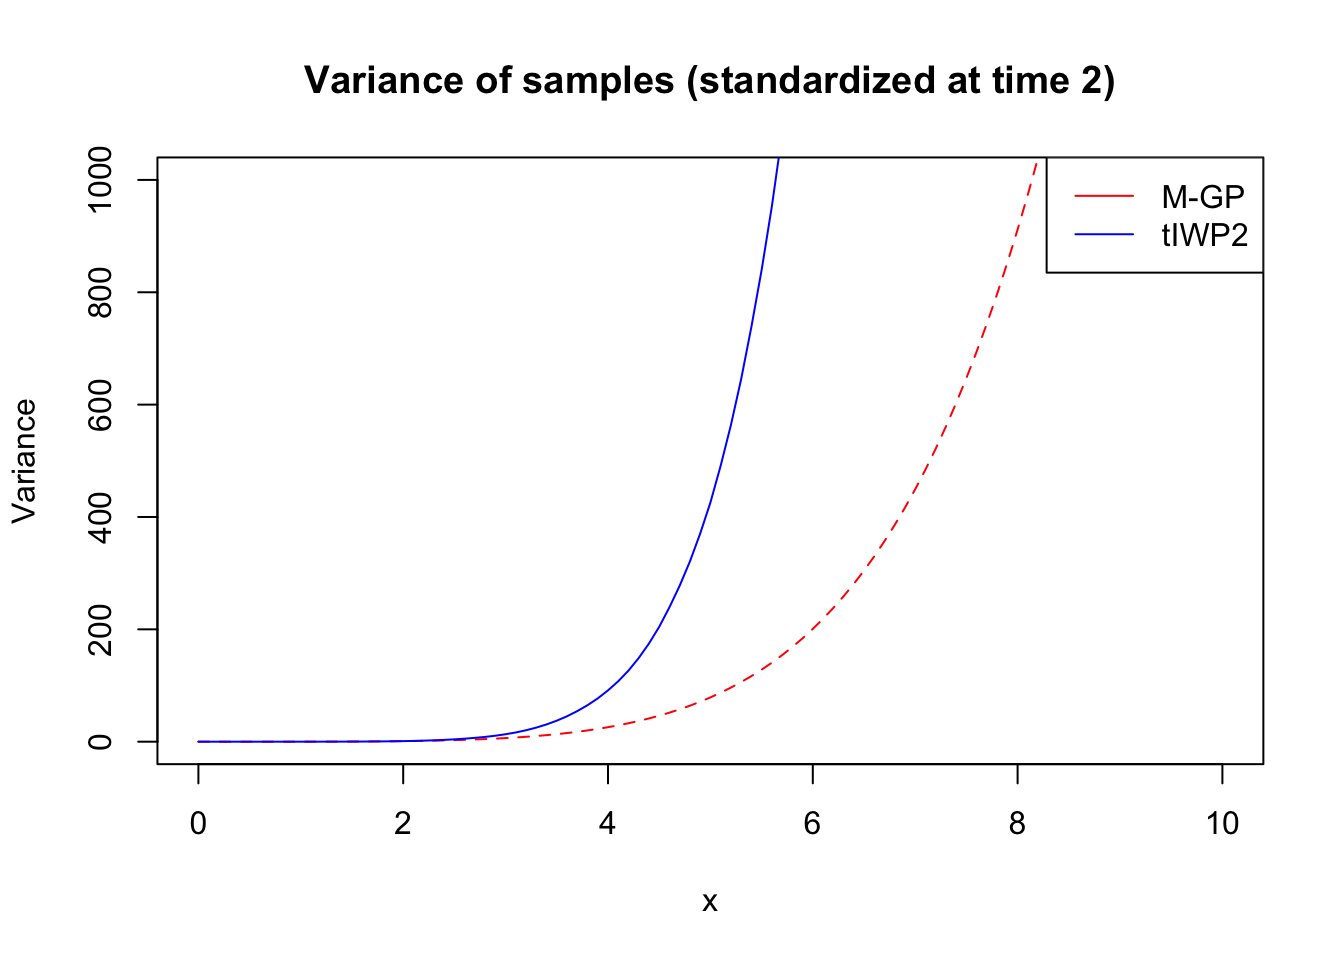 Variance of samples (standardized at time 2)
Variance
1000
800
600
400
200
0
M-GP
tIWP2
0 2 4 6 8 10
x